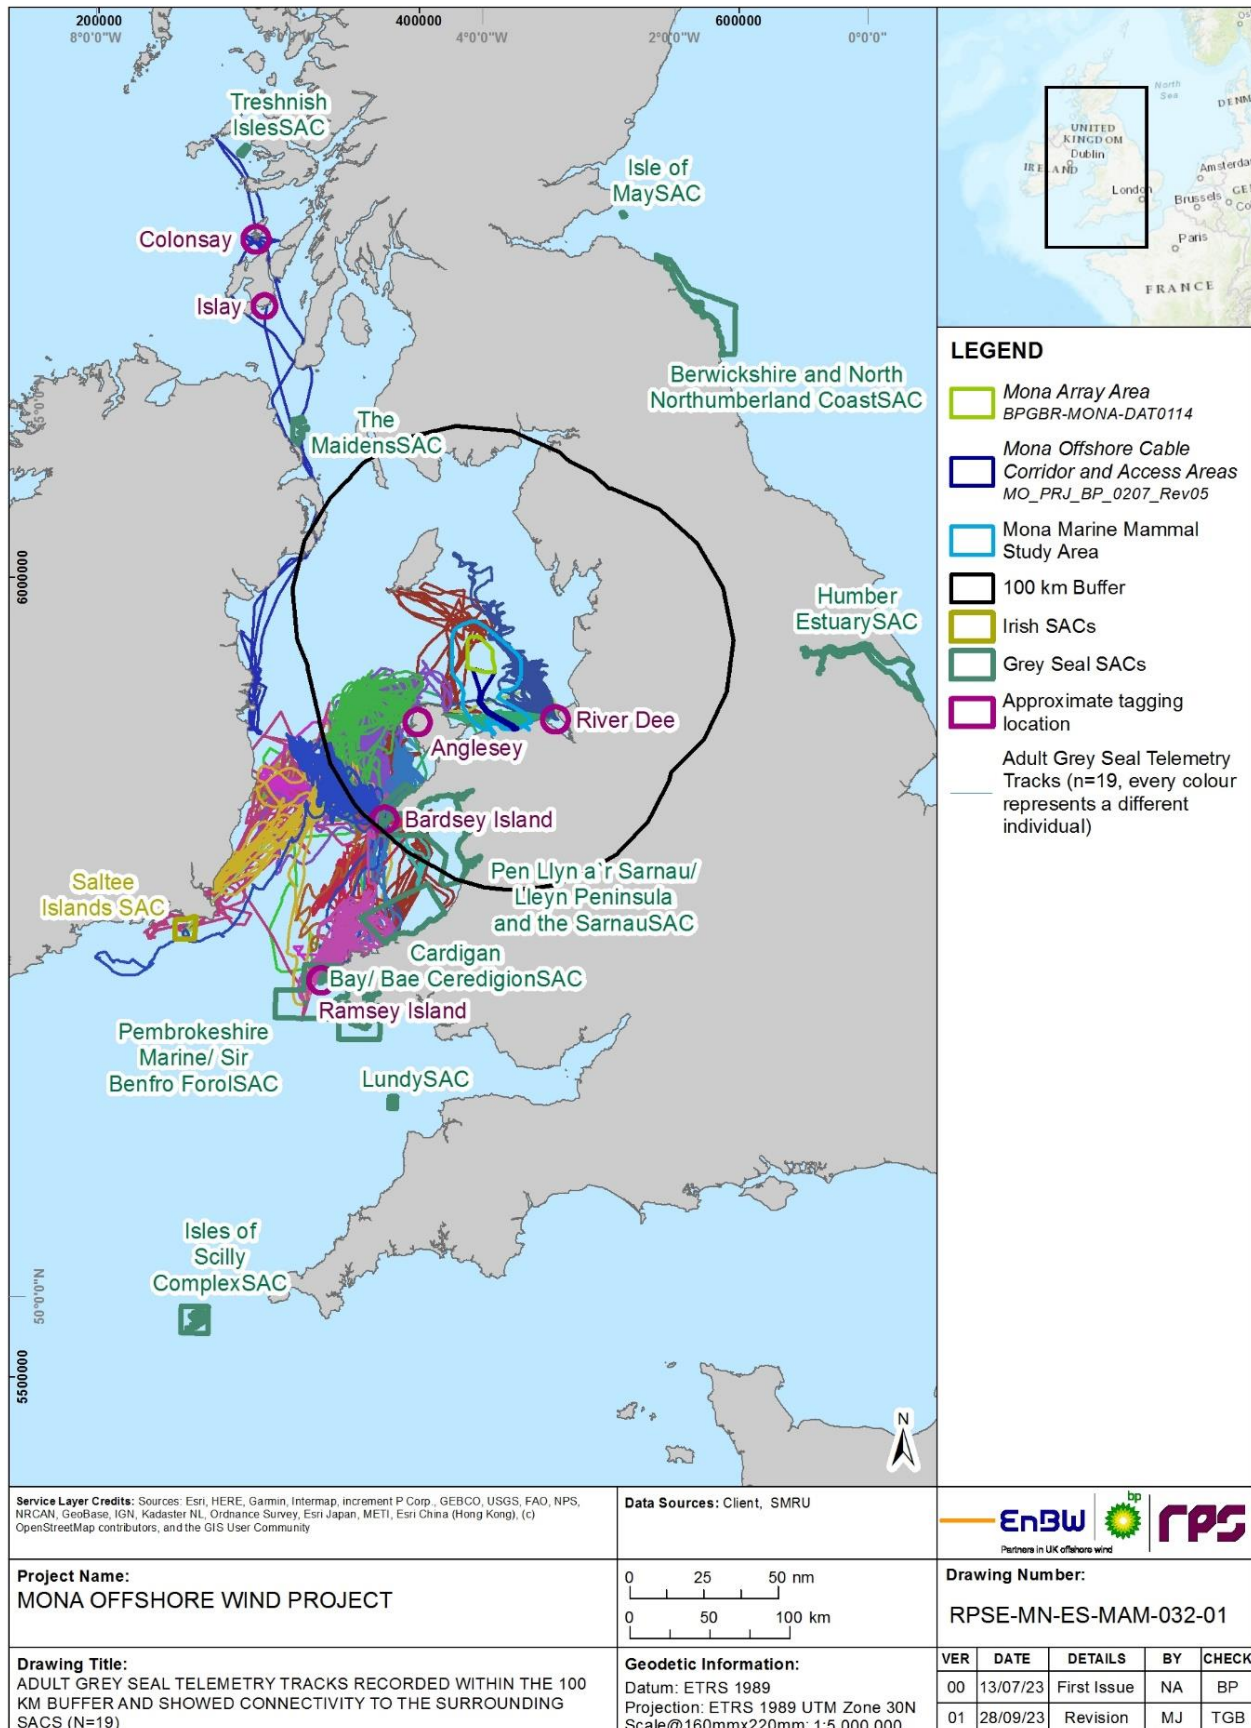 200000
400000
600000
8°0'0"W
4°0'0"W
2°0'0"W
0°0'0"
Treshnish
IslesSAC
Isle of
MaySAC
Colonsay
Islay
Berwickshire and North
Northumberland CoastSAC
The
MaidensSAC
6000000
Humber
EstuarySAC
River Dee
Anglesey
Bardsey Island
Pen Llyn a`r Sarnau/
Lleyn Peninsula
and the SarnauSAC
Saltee
Islands SAC
Cardigan
Bay/ Bae CeredigionSAC
Ramsey Island
Pembrokeshire
Marine/ Sir
Benfro ForolSAC
LundySAC
Isles of
Scilly
ComplexSAC
50°0'0"N
5500000
N
North
Sea
DENM
UNITED
KINGDOM
Dublin
IRELAND
Amsterda
London
Brussels
GE
Co
Paris
FRANCE
LEGEND
Mona Array Area
BPGBR-MONA-DAT0114
Mona Offshore Cable
Corridor and Access Areas
MO_PRJ_BP_0207_Rev05
Mona Marine Mammal
Study Area
100 km Buffer
Irish SACs
Grey Seal SACs
Approximate tagging
location
Adult Grey Seal Telemetry
Tracks (n=19, every colour
represents a different
individual)
Service Layer Credits: Sources: Esri, HERE, Garmin, Intermap, increment P Corp., GEBCO, USGS, FAO, NPS,
NRCAN, GeoBase, IGN, Kadaster NL, Ordnance Survey, Esri Japan, METI, Esri China (Hong Kong), (c)
OpenStreetMap contributors, and the GIS User Community
Data Sources: Client, SMRU
EnBW
bp
rps
Partners in UK offshore wind
Project Name:
MONA OFFSHORE WIND PROJECT
0 25 50 nm
0 50 100 km
Drawing Number:
RPSE-MN-ES-MAM-032-01
Drawing Title:
ADULT GREY SEAL TELEMETRY TRACKS RECORDED WITHIN THE 100
KM BUFFER AND SHOWED CONNECTIVITY TO THE SURROUNDING
SACS (N=19)
Geodetic Information:
Datum: ETRS 1989
Projection: ETRS 1989 UTM Zone 30N
Scale@160mmx220mm: 1:5,000,000
VER DATE DETAILS BY CHECK
00 13/07/23 First Issue NA BP
01 28/09/23 Revision MJ TGB